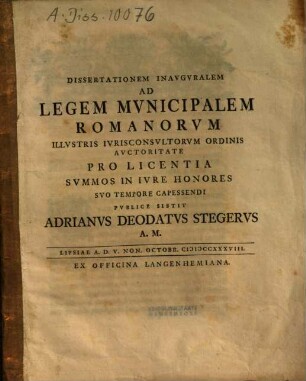 A. Diss. 10076
DISSERTATIONEM INAVGVRALEM
AD
LEGEM MVNICIPALEM
ROMANORVM
ILLVSTRIS IVRISCONSVLTORVM ORDINIS
AVCTORITATE
PRO LICENTIA
SVMMOS IN IVRE HONORES
SVO TEMPORE CAPESSENDI
PVBLICE SISTIT
ADRIANVS DEODATVS STEGERVS
A. M.
LIPSIAE A. D. V. NON. OCTOBR. CIↃIↃCCXXXVIII.
EX OFFICINA LANGENHEMIANA.